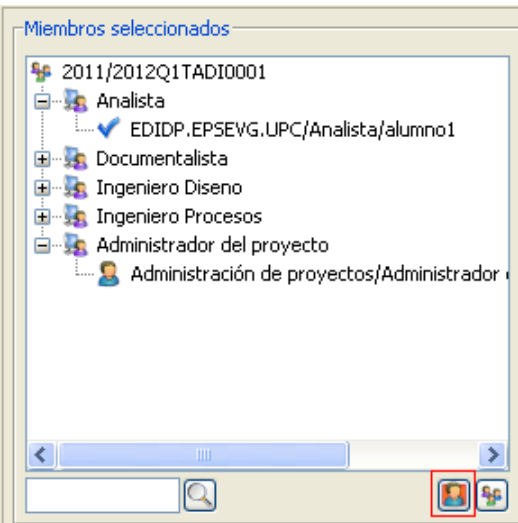 Miembros seleccionados
2011/2012Q1TADI0001
Analista
EDIDP.EPSEVG.UPC/Analista/alumno1
Documentalista
Ingeniero Diseno
Ingeniero Procesos
Administrador del proyecto
Administración de proyectos/Administrador